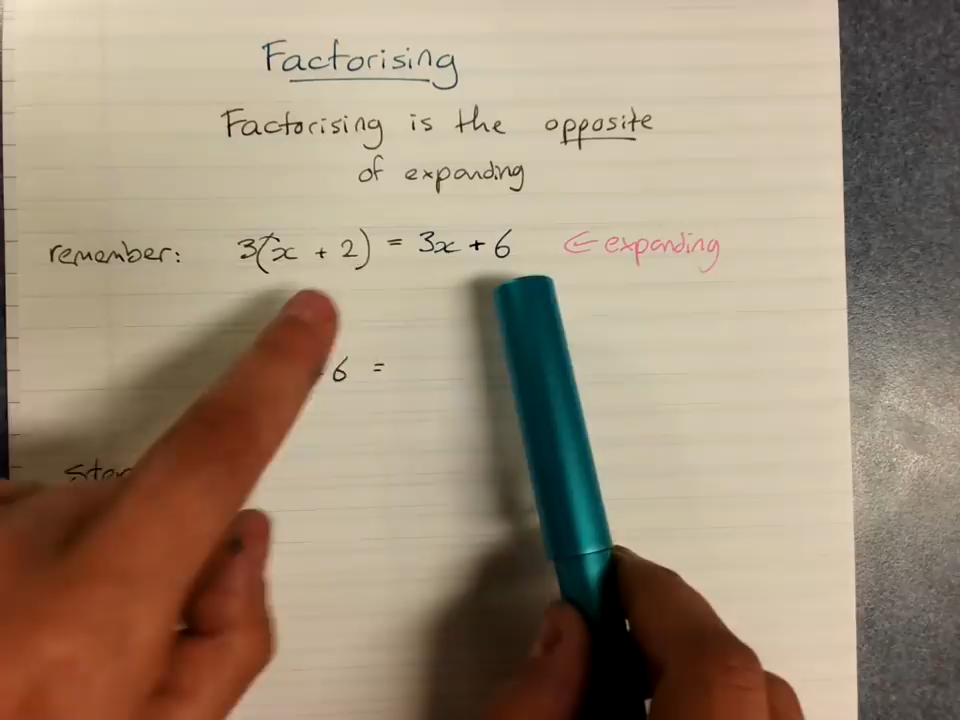 Factorising
Factorising is the opposite
of expanding
remember: 3(x + 2) = 3x + 6 ← expanding
6 =